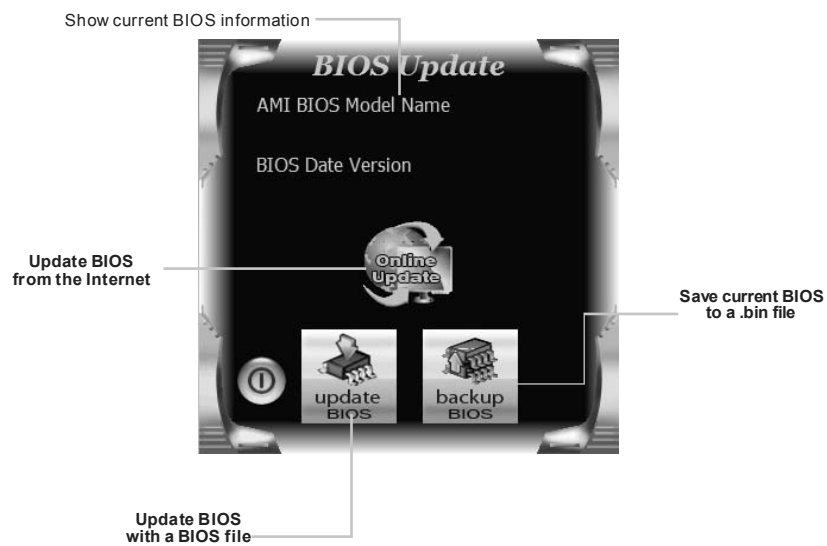 Show current BIOS information
BIOS Update
AMI BIOS Model Name
BIOS Date Version
Update BIOS
from the Internet
Online
Update
Save current BIOS
to a .bin file
update
BIOS
backup
BIOS
Update BIOS
with a BIOS file